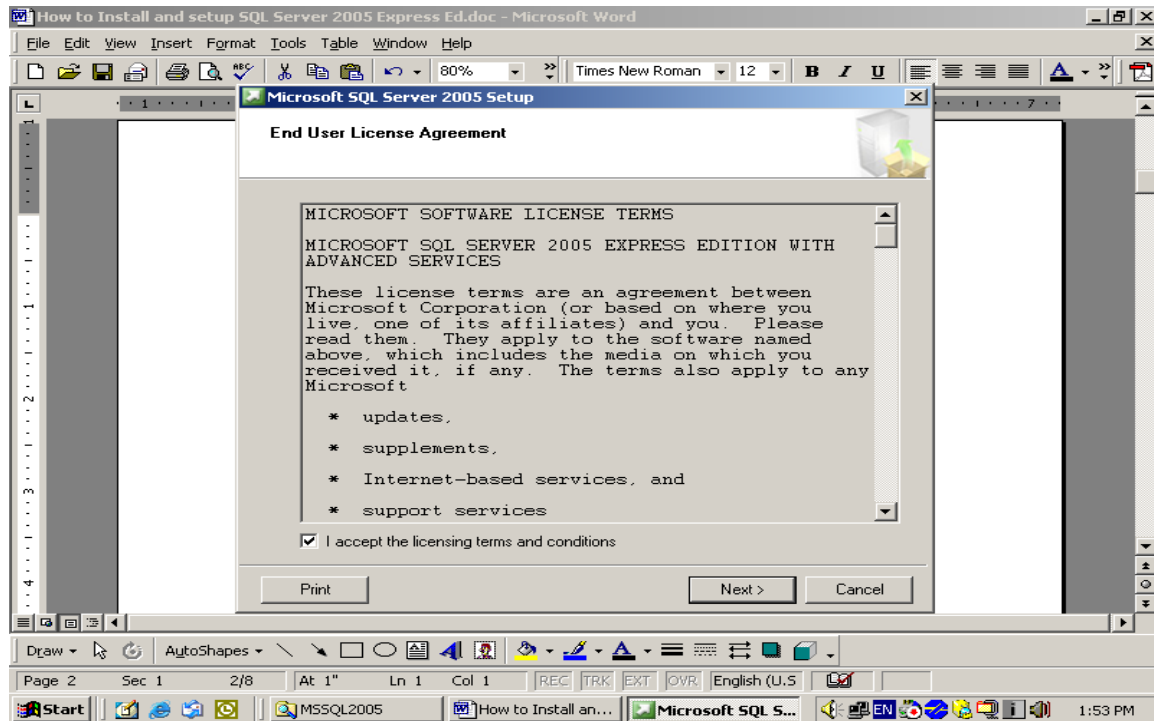 How to Install and setup SQL Server 2005 Express Ed.doc - Microsoft Word
File Edit View Insert Format Tools Table Window Help
ABC 80% Times New Roman 12 B I U A
L 1 7
Microsoft SQL Server 2005 Setup
End User License Agreement
MICROSOFT SOFTWARE LICENSE TERMS
MICROSOFT SQL SERVER 2005 EXPRESS EDITION WITH
ADVANCED SERVICES
These license terms are an agreement between
Microsoft Corporation (or based on where you
live, one of its affiliates) and you. Please
read them. They apply to the software named
above, which includes the media on which you
received it, if any. The terms also apply to any
Microsoft
* updates,
* supplements,
* Internet-based services, and
* support services
I accept the licensing terms and conditions
Print Next > Cancel
1
2
3
4
Draw AutoShapes A A
Page 2 Sec 1 2/8 At 1" Ln 1 Col 1 REC TRK EXT OVR English (U.S
Start MSSQL2005 How to Install an... Microsoft SQL S... EN 1:53 PM